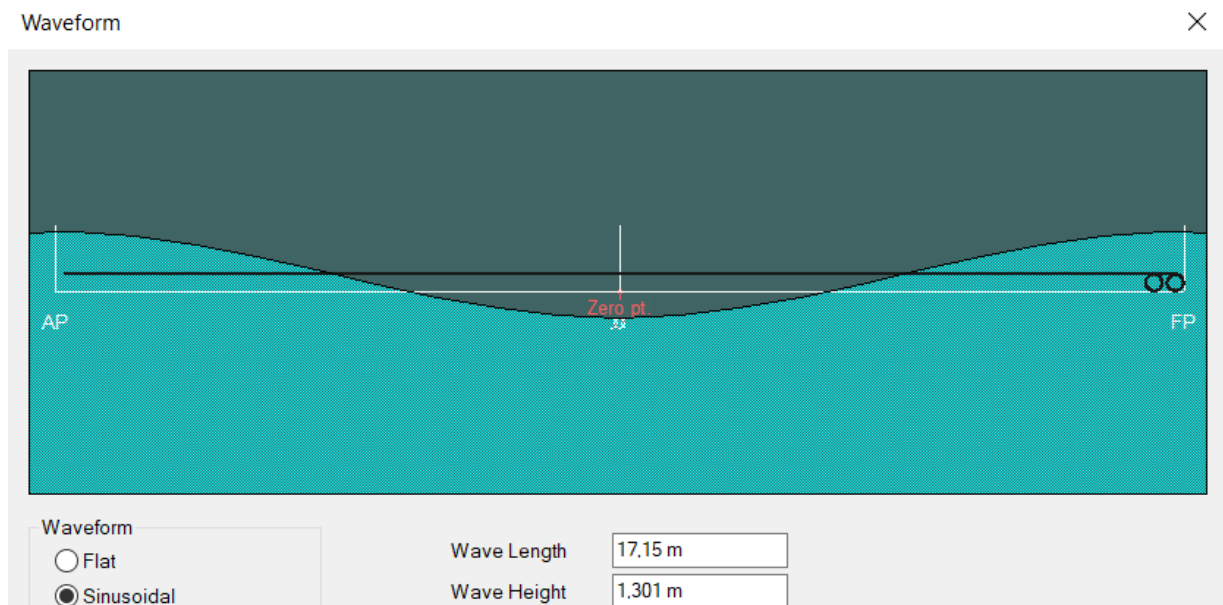 Waveform
Zero pt.
AP
FP
Waveform
Flat
Sinusoidal
Wave Length 17,15 m
Wave Height 1,301 m